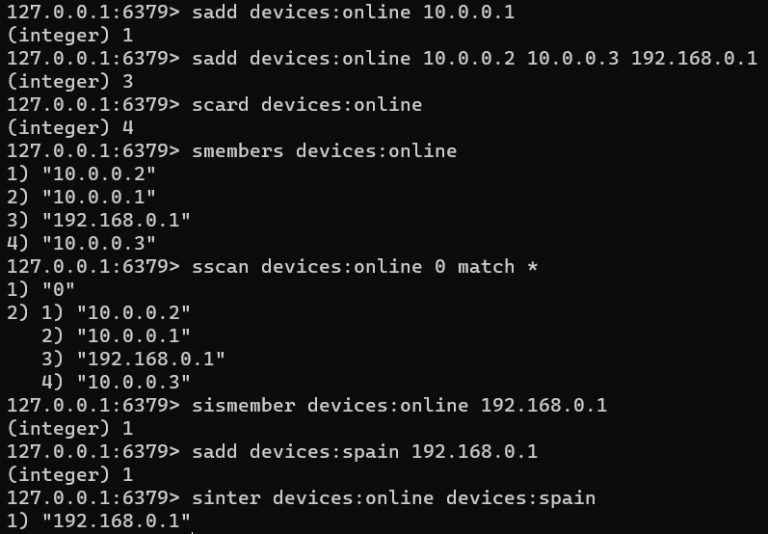 127.0.0.1:6379> sadd devices:online 10.0.0.1
(integer) 1
127.0.0.1:6379> sadd devices:online 10.0.0.2 10.0.0.3 192.168.0.1
(integer) 3
127.0.0.1:6379> scard devices:online
(integer) 4
127.0.0.1:6379> smembers devices:online
1) "10.0.0.2"
2) "10.0.0.1"
3) "192.168.0.1"
4) "10.0.0.3"
127.0.0.1:6379> sscan devices:online 0 match *
1) "0"
2) 1) "10.0.0.2"
   2) "10.0.0.1"
   3) "192.168.0.1"
   4) "10.0.0.3"
127.0.0.1:6379> sismember devices:online 192.168.0.1
(integer) 1
127.0.0.1:6379> sadd devices:spain 192.168.0.1
(integer) 1
127.0.0.1:6379> sinter devices:online devices:spain
1) "192.168.0.1"